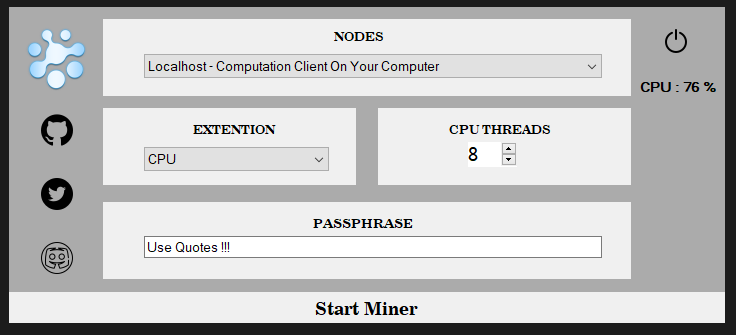 NODES
Localhost - Computation Client On Your Computer
CPU : 76 %
EXTENTION
CPU THREADS
CPU
8
PASSPHRASE
Use Quotes !!!
Start Miner